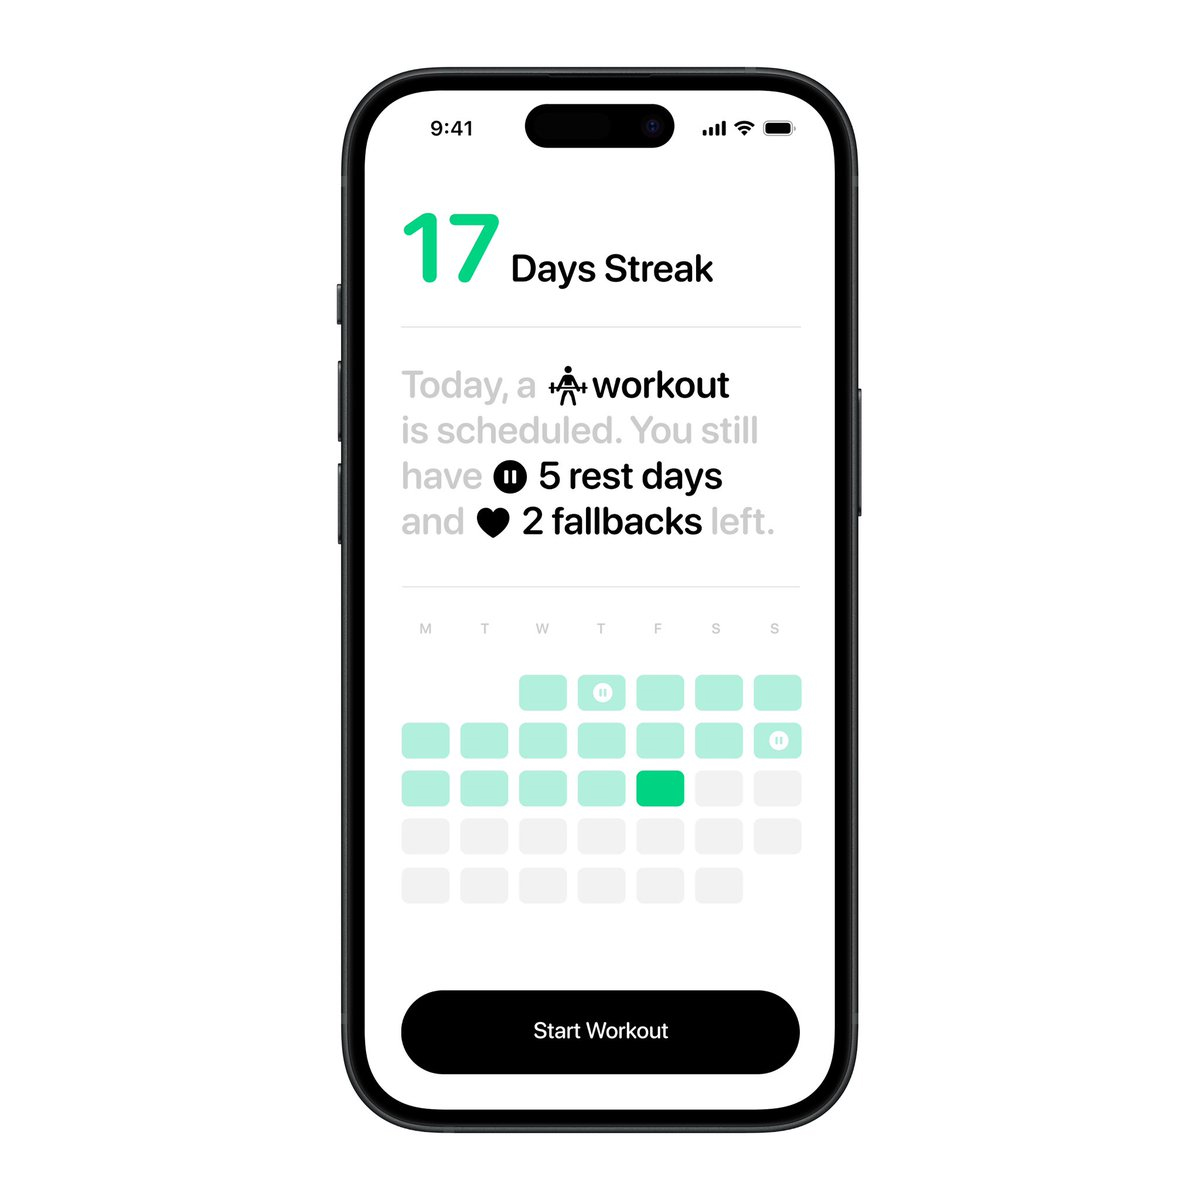 9:41
17 Days Streak
Today, a workout
is scheduled. You still
have 5 rest days
and 2 fallbacks left.
M T W T F S S
Start Workout